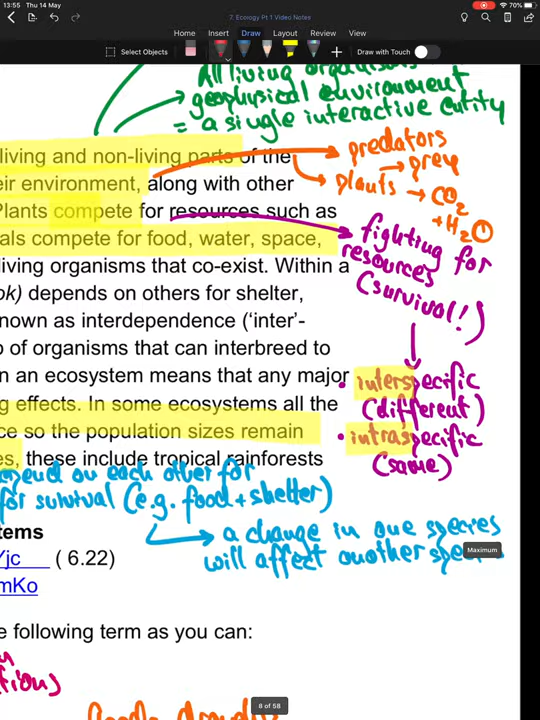 13:55 Thu 14 May
70%
7. Ecology Pt 1 Video Notes
Home Insert Draw Layout Review View
Select Objects
Draw with Touch
All living organisms
geophysical environment
= a single interactive entity
living and non-living parts of the
eir environment, along with other
Plants compete for resources such as
als compete for food, water, space,
living organisms that co-exist. Within a
ok) depends on others for shelter,
nown as interdependence ('inter'-
p of organisms that can interbreed to
n an ecosystem means that any major
g effects. In some ecosystems all the
ce so the population sizes remain
es, these include tropical rainforests
predators
→ prey
plants → CO2
+ H2O
fighting for
resources
(survival!)
• interspecific
(different)
• intraspecific
(same)
depend on each other for
for survival (e.g. food + shelter)
a change in one species
will affect another
Maximum
tems
Yjc ( 6.22)
mKo
e following term as you can:
tions
8 of 58